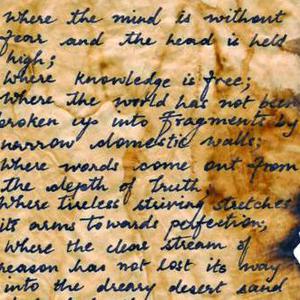 Where the mind is without
fear and the head is held
high;
Where knowledge is free;
Where the world has not been
broken up into fragments by
narrow domestic walls;
Where words come out from
the depth of truth,
Where tireless striving stretches
its arms towards pelfection;
Where the clear stream of
reason has not lost its way
into the dreary desert sand